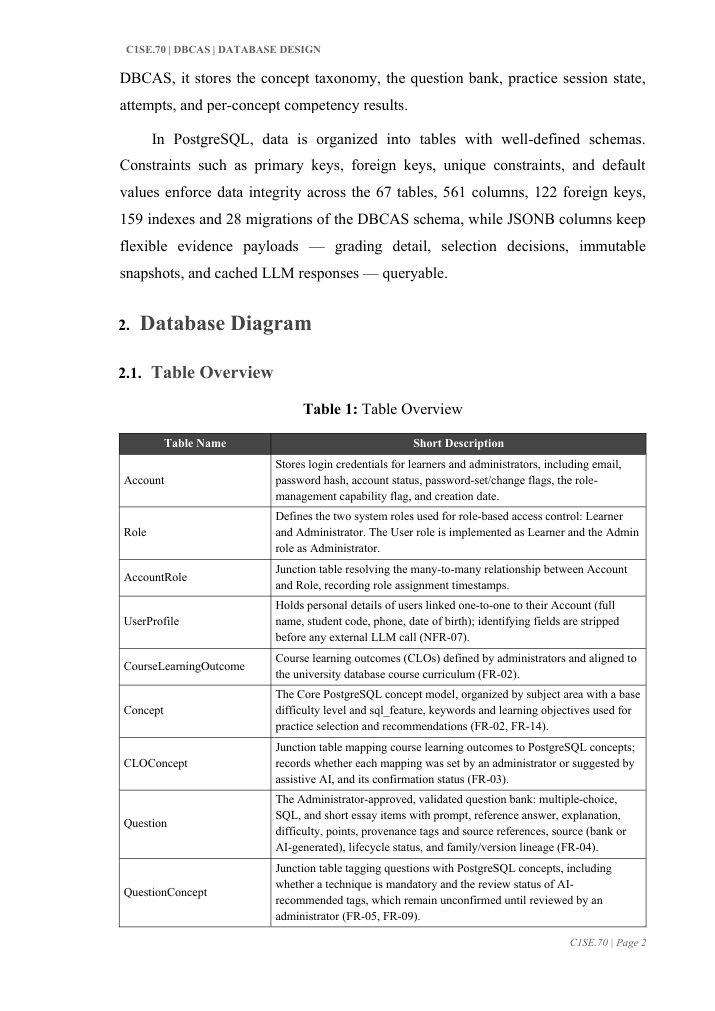 C1SE.70 | DBCAS | DATABASE DESIGN
DBCAS, it stores the concept taxonomy, the question bank, practice session state,
attempts, and per-concept competency results.
In PostgreSQL, data is organized into tables with well-defined schemas.
Constraints such as primary keys, foreign keys, unique constraints, and default
values enforce data integrity across the 67 tables, 561 columns, 122 foreign keys,
159 indexes and 28 migrations of the DBCAS schema, while JSONB columns keep
flexible evidence payloads — grading detail, selection decisions, immutable
snapshots, and cached LLM responses — queryable.
2. Database Diagram
2.1. Table Overview
Table 1: Table Overview
Table Name
Short Description
Account
Stores login credentials for learners and administrators, including email,
password hash, account status, password-set/change flags, the role-
management capability flag, and creation date.
Role
Defines the two system roles used for role-based access control: Learner
and Administrator. The User role is implemented as Learner and the Admin
role as Administrator.
AccountRole
Junction table resolving the many-to-many relationship between Account
and Role, recording role assignment timestamps.
UserProfile
Holds personal details of users linked one-to-one to their Account (full
name, student code, phone, date of birth); identifying fields are stripped
before any external LLM call (NFR-07).
CourseLearningOutcome
Course learning outcomes (CLOs) defined by administrators and aligned to
the university database course curriculum (FR-02).
Concept
The Core PostgreSQL concept model, organized by subject area with a base
difficulty level and sql_feature, keywords and learning objectives used for
practice selection and recommendations (FR-02, FR-14).
CLOConcept
Junction table mapping course learning outcomes to PostgreSQL concepts;
records whether each mapping was set by an administrator or suggested by
assistive AI, and its confirmation status (FR-03).
Question
The Administrator-approved, validated question bank: multiple-choice,
SQL, and short essay items with prompt, reference answer, explanation,
difficulty, points, provenance tags and source references, source (bank or
AI-generated), lifecycle status, and family/version lineage (FR-04).
QuestionConcept
Junction table tagging questions with PostgreSQL concepts, including
whether a technique is mandatory and the review status of AI-
recommended tags, which remain unconfirmed until reviewed by an
administrator (FR-05, FR-09).
C1SE.70 | Page 2